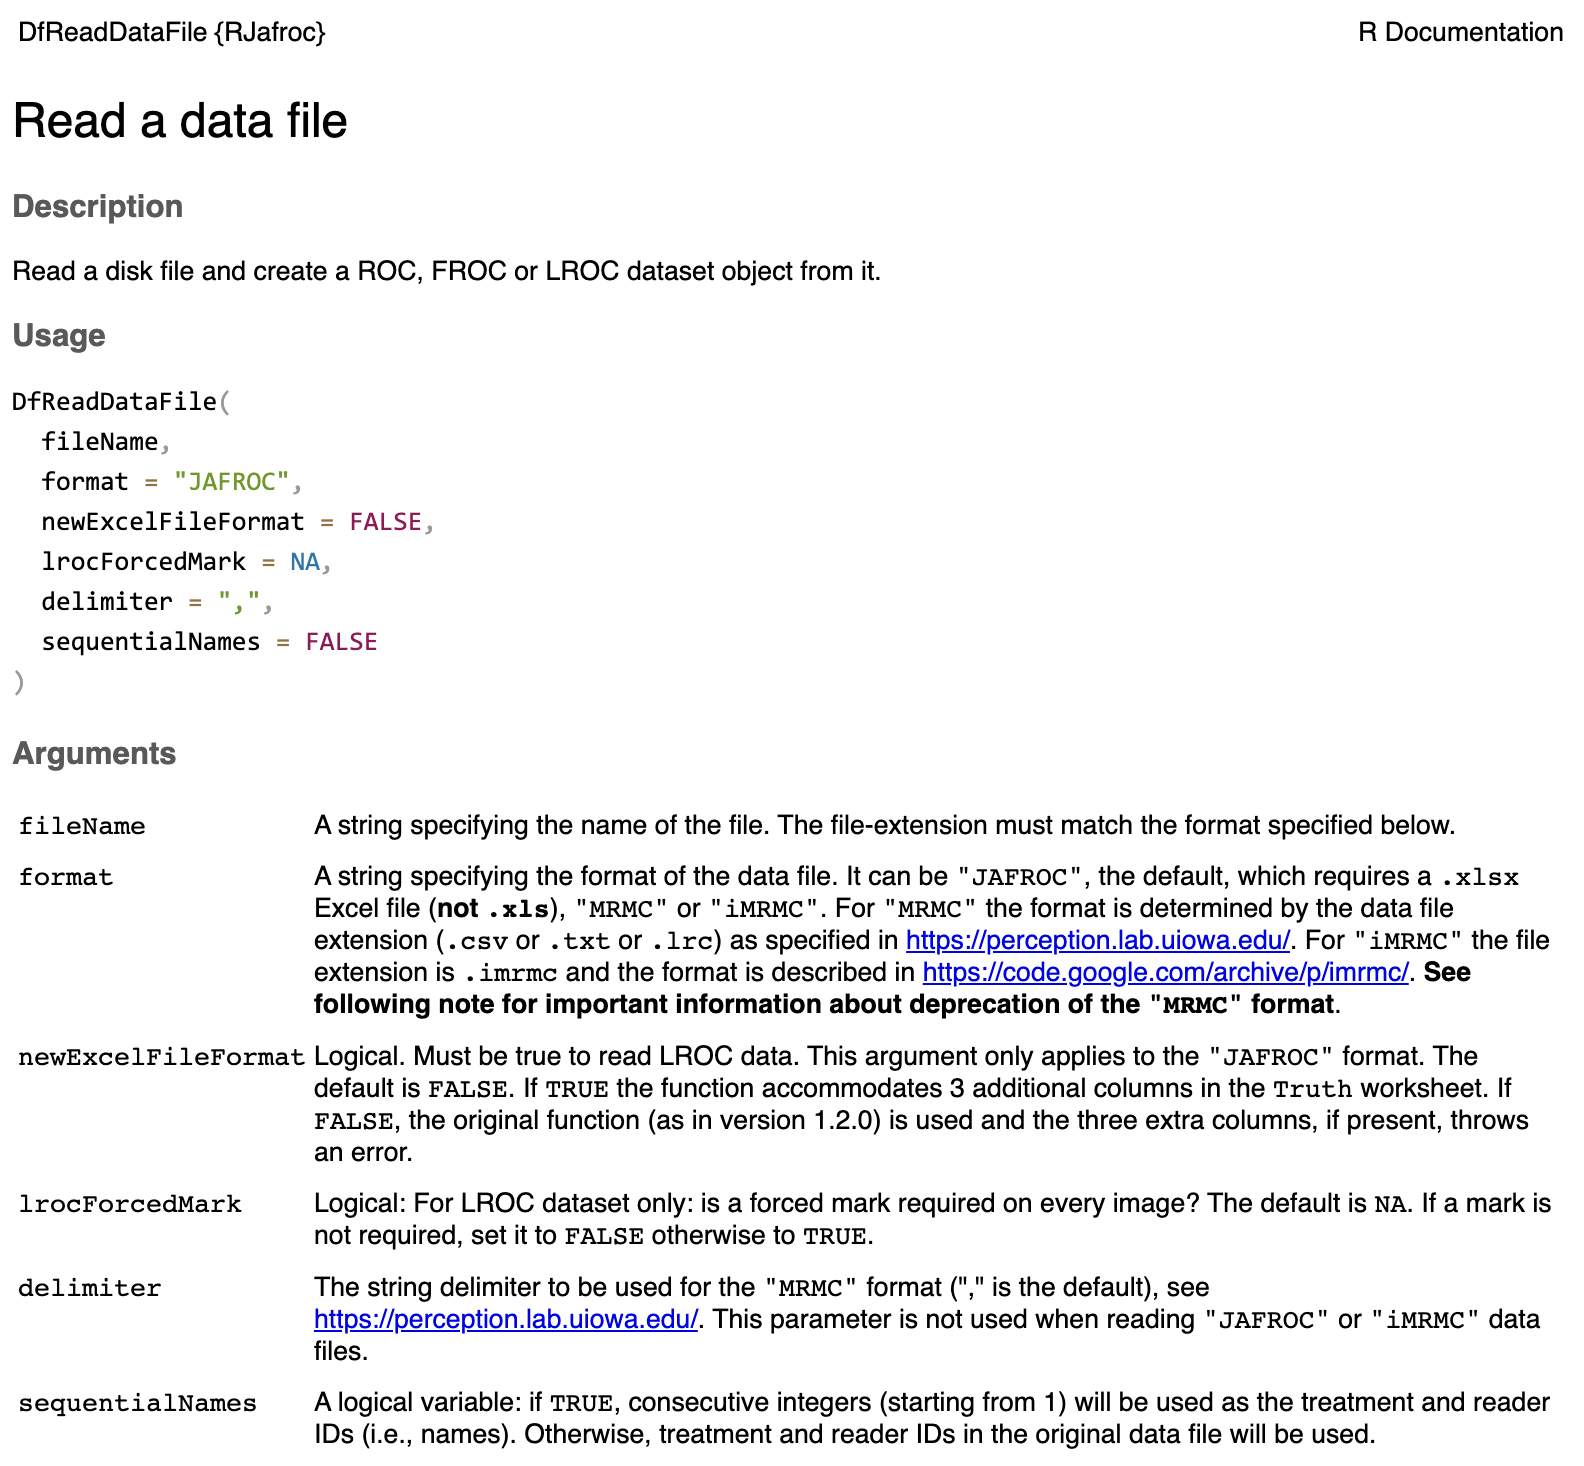 DfReadDataFile {RJafroc}
R Documentation
Read a data file
Description
Read a disk file and create a ROC, FROC or LROC dataset object from it.
Usage
DfReadDataFile(
  fileName,
  format = "JAFROC",
  newExcelFileFormat = FALSE,
  lrocForcedMark = NA,
  delimiter = ",",
  sequentialNames = FALSE
)
Arguments
fileName
A string specifying the name of the file. The file-extension must match the format specified below.
format
A string specifying the format of the data file. It can be "JAFROC", the default, which requires a .xlsx
Excel file (not .xls), "MRMC" or "iMRMC". For "MRMC" the format is determined by the data file
extension (.csv or .txt or .lrc) as specified in https://perception.lab.uiowa.edu/. For "iMRMC" the file
extension is .imrmc and the format is described in https://code.google.com/archive/p/imrmc/. See
following note for important information about deprecation of the "MRMC" format.
newExcelFileFormat
Logical. Must be true to read LROC data. This argument only applies to the "JAFROC" format. The
default is FALSE. If TRUE the function accommodates 3 additional columns in the Truth worksheet. If
FALSE, the original function (as in version 1.2.0) is used and the three extra columns, if present, throws
an error.
lrocForcedMark
Logical: For LROC dataset only: is a forced mark required on every image? The default is NA. If a mark is
not required, set it to FALSE otherwise to TRUE.
delimiter
The string delimiter to be used for the "MRMC" format ("," is the default), see
https://perception.lab.uiowa.edu/. This parameter is not used when reading "JAFROC" or "iMRMC" data
files.
sequentialNames
A logical variable: if TRUE, consecutive integers (starting from 1) will be used as the treatment and reader
IDs (i.e., names). Otherwise, treatment and reader IDs in the original data file will be used.